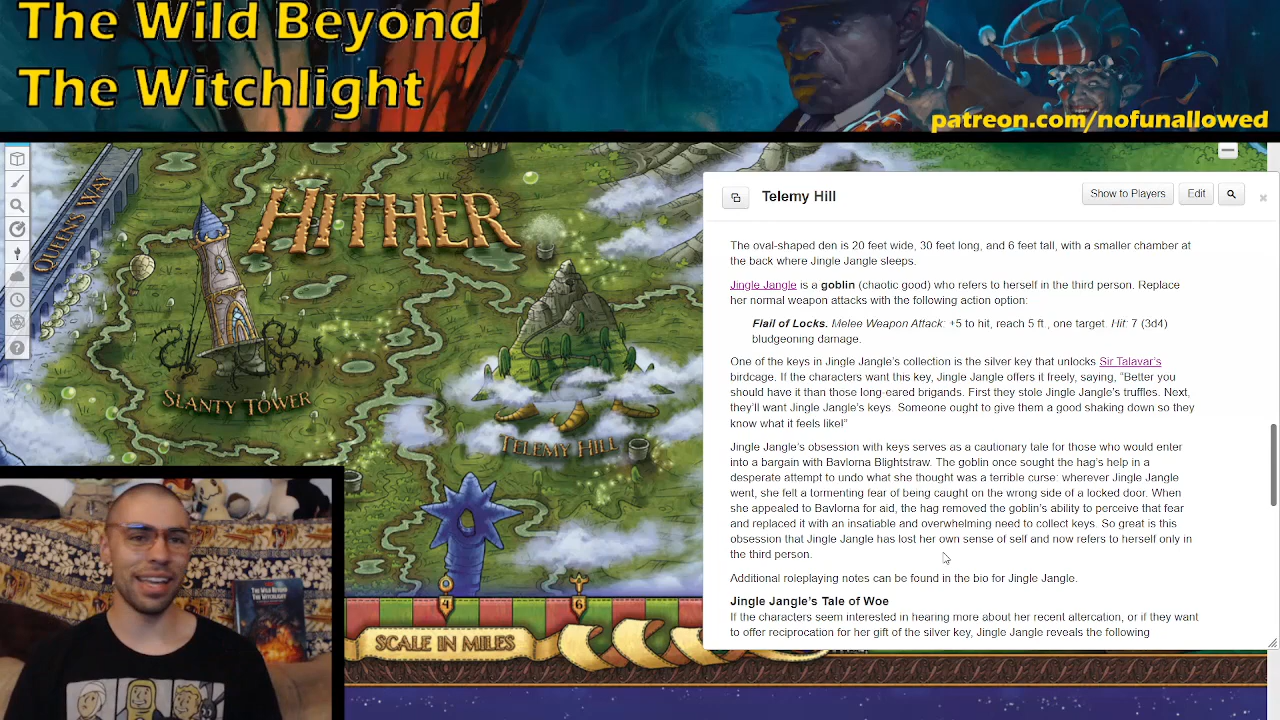 The Wild Beyond
The Witchlight
patreon.com/nofunallowed
QUEEN'S WAY
HITHER
SLANTY TOWER
TELEMY HILL
4
6
SCALE IN MILES
Telemy Hill
Show to Players
Edit
The oval-shaped den is 20 feet wide, 30 feet long, and 6 feet tall, with a smaller chamber at
the back where Jingle Jangle sleeps.
Jingle Jangle is a goblin (chaotic good) who refers to herself in the third person. Replace
her normal weapon attacks with the following action option:
Flail of Locks. Melee Weapon Attack: +5 to hit, reach 5 ft., one target. Hit: 7 (3d4)
bludgeoning damage.
One of the keys in Jingle Jangle's collection is the silver key that unlocks Sir Talavar's
birdcage. If the characters want this key, Jingle Jangle offers it freely, saying, "Better you
should have it than those long-eared brigands. First they stole Jingle Jangle's truffles. Next,
they'll want Jingle Jangle's keys. Someone ought to give them a good shaking down so they
know what it feels like!"
Jingle Jangle's obsession with keys serves as a cautionary tale for those who would enter
into a bargain with Bavlorna Blightstraw. The goblin once sought the hag's help in a
desperate attempt to undo what she thought was a terrible curse: wherever Jingle Jangle
went, she felt a tormenting fear of being caught on the wrong side of a locked door. When
she appealed to Bavlorna for aid, the hag removed the goblin's ability to perceive that fear
and replaced it with an insatiable and overwhelming need to collect keys. So great is this
obsession that Jingle Jangle has lost her own sense of self and now refers to herself only in
the third person.
Additional roleplaying notes can be found in the box for Jingle Jangle.
Jingle Jangle's Tale of Woe
If the characters seem interested in hearing more about her recent altercation, or if they want
to offer reciprocation for her gift of the silver key, Jingle Jangle reveals the following
THE WILD BEYOND
THE WITCHLIGHT